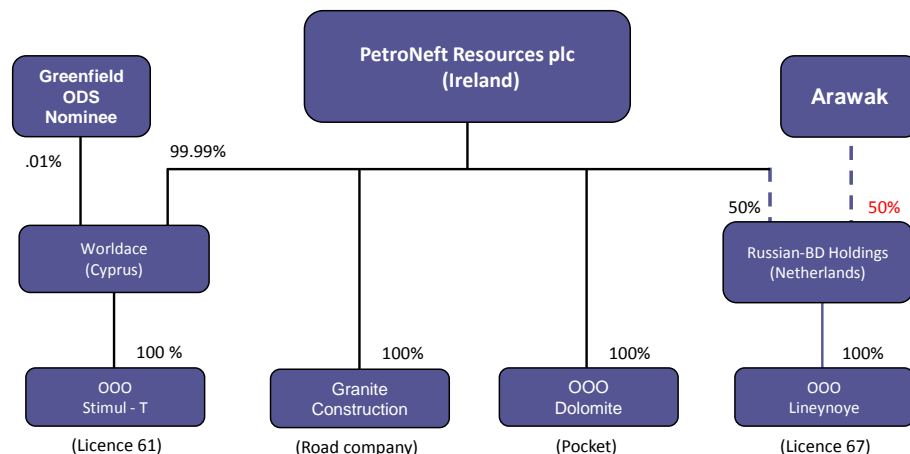 PetroNeft Resources plc
(Ireland)
Greenfield
ODS
Nominee
Arawak
.01%
99.99%
50%
50%
Worldace
(Cyprus)
Russian-BD Holdings
(Netherlands)
100 %
100%
100%
100%
OOO
Stimul - T
Granite
Construction
OOO
Dolomite
OOO
Lineynoye
(Licence 61)
(Road company)
(Pocket)
(Licence 67)